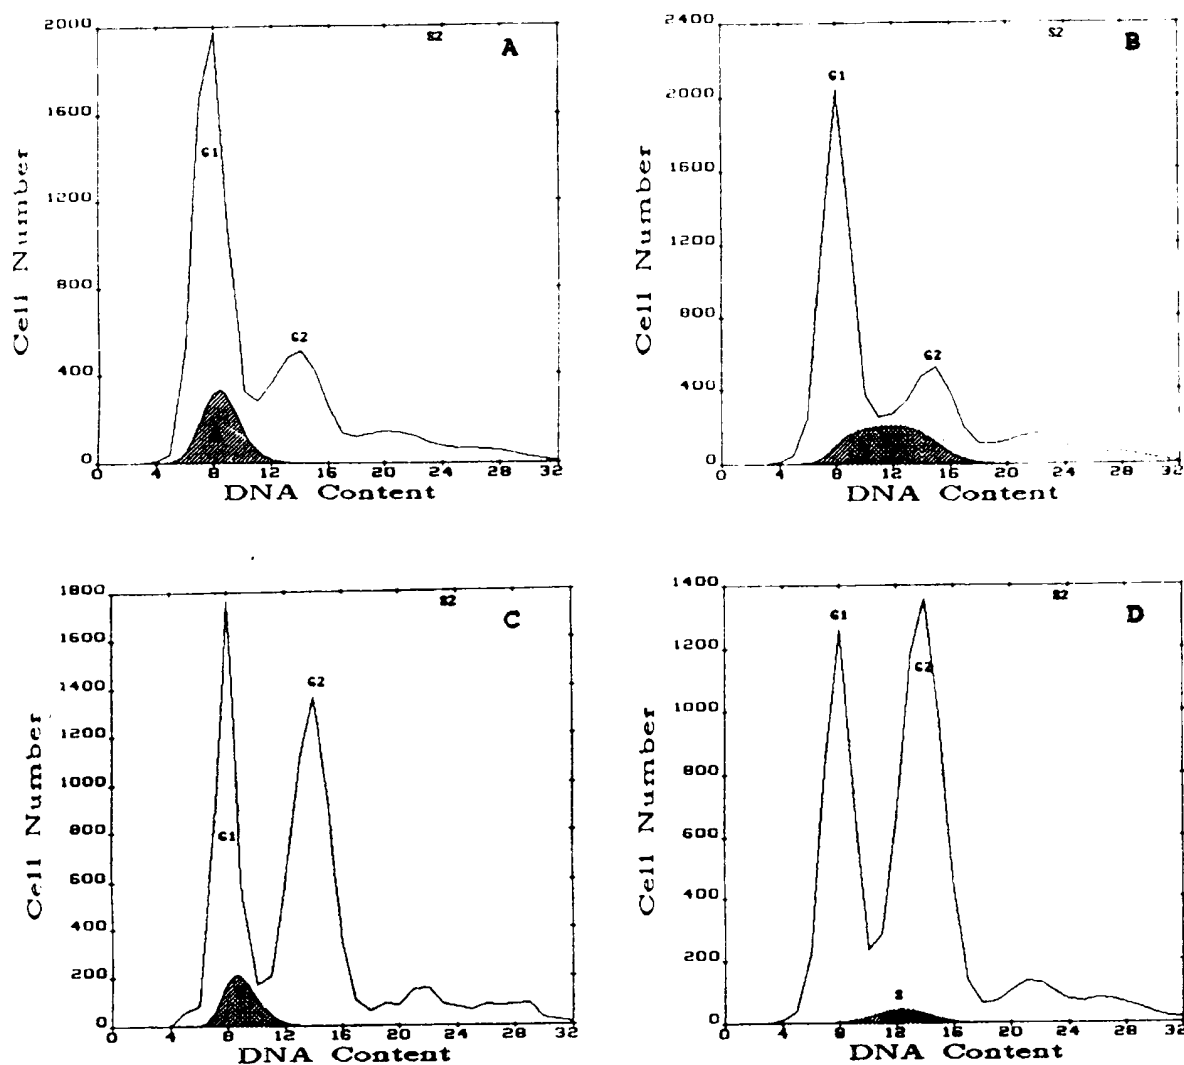 A
S2
2000
1600
1200
800
400
0
G1
G2
0 4 8 12 16 20 24 28 32
DNA Content
Cell Number
B
S2
2400
2000
1600
1200
800
400
0
G1
G2
0 4 8 12 16 20 24 28 32
DNA Content
Cell Number
C
S2
1800
1600
1400
1200
1000
800
600
400
200
0
G1
G2
0 4 8 12 16 20 24 28 32
DNA Content
Cell Number
D
S2
1400
1200
1000
800
600
400
200
0
G1
G2
S
0 4 8 12 16 20 24 28 32
DNA Content
Cell Number